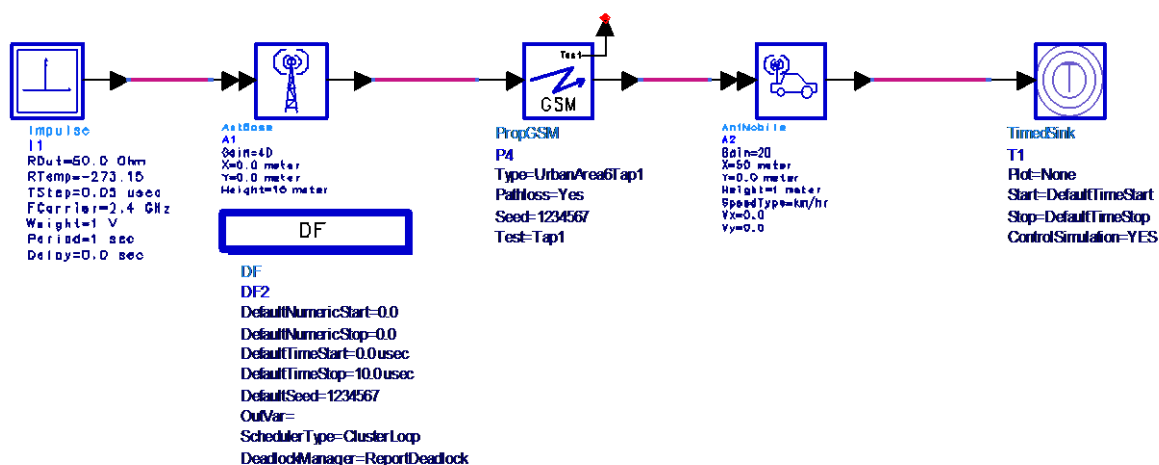 Test
GSM
Impulse
I1
ROut=50.0 Ohm
RTemp=-273.15
TStep=0.05 usec
FCarrier=2.4 GHz
Weight=1 V
Period=1 sec
Delay=0.0 sec
AntBase
A1
Gain=40
X=0.0 meter
Y=0.0 meter
Height=16 meter
DF
DF
DF2
DefaultNumericStart=0.0
DefaultNumericStop=0.0
DefaultTimeStart=0.0 usec
DefaultTimeStop=10.0 usec
DefaultSeed=1234567
OutVar=
SchedulerType=ClusterLoop
DeadlockManager=ReportDeadlock
PropGSM
P4
Type=UrbanArea6Tap1
Pathloss=Yes
Seed=1234567
Test=Tap1
AntMobile
A2
Gain=20
X=50 meter
Y=0.0 meter
Height=1 meter
SpeedType=km/hr
Vx=0.0
Vy=0.0
TimedSink
T1
Plot=None
Start=DefaultTimeStart
Stop=DefaultTimeStop
ControlSimulation=YES